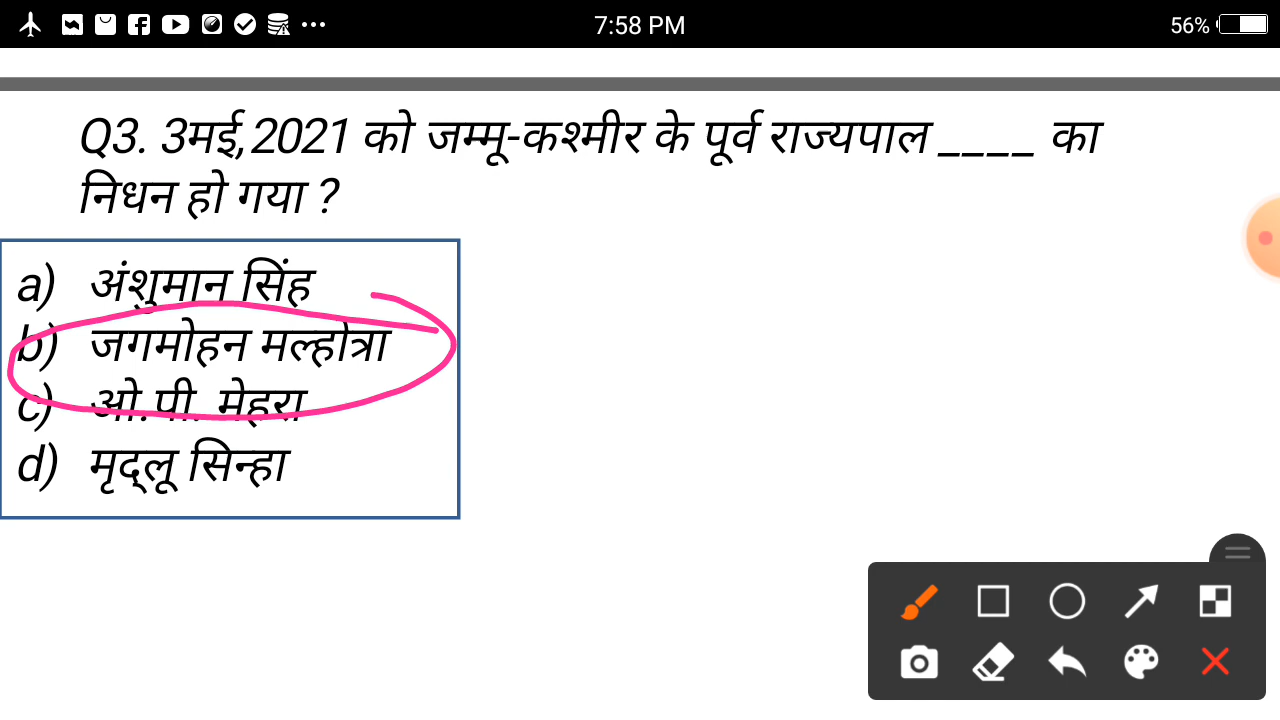 7:58 PM
56%
Q3. 3मई,2021 को जम्मू-कश्मीर के पूर्व राज्यपाल ____ का
निधन हो गया ?
a) अंशुमान सिंह
b) जगमोहन मल्होत्रा
c) ओ.पी. मेहरा
d) मृद्लू सिन्हा